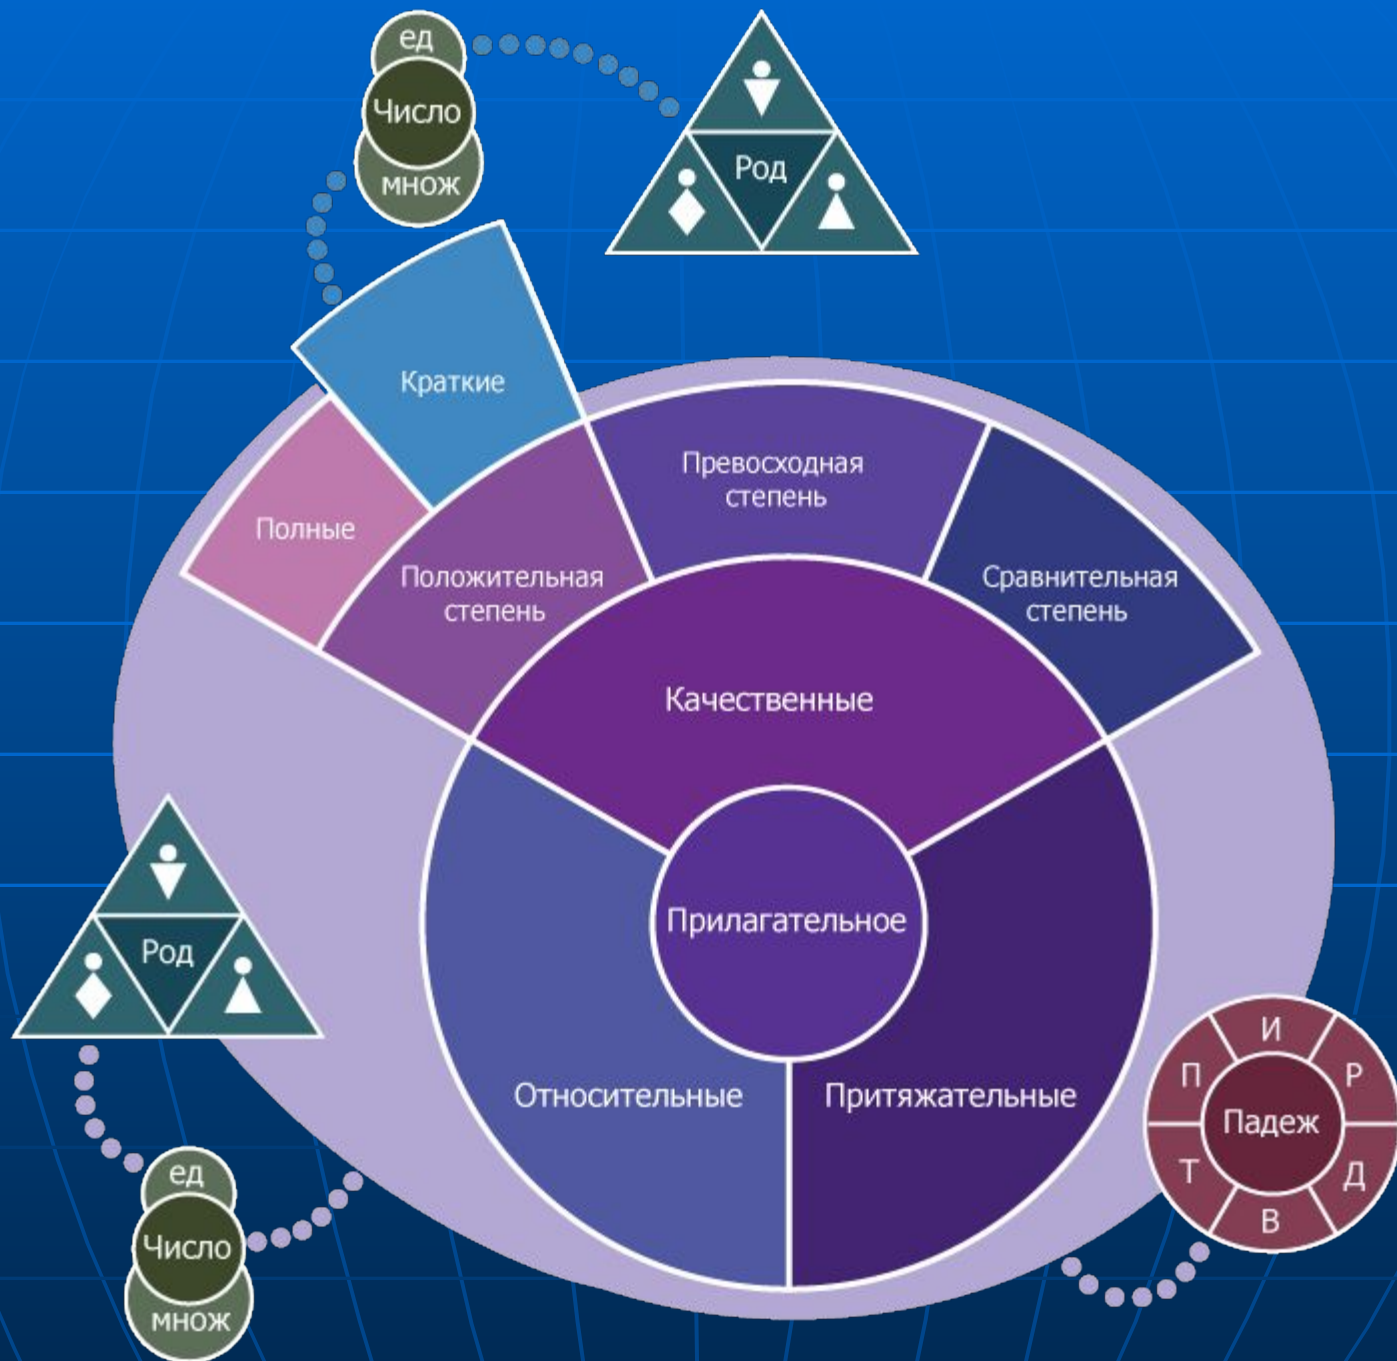 ед
Число
множ
Род
Краткие
Полные
Положительная
степень
Превосходная
степень
Сравнительная
степень
Качественные
Прилагательное
Относительные
Притяжательные
Род
ед
Число
множ
И
Р
Д
В
Т
П
Падеж